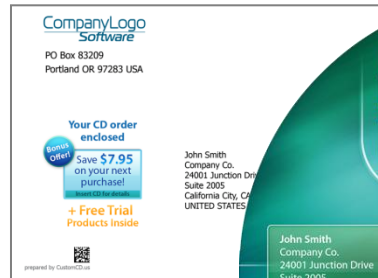 CompanyLogo
Software
PO Box 83209
Portland OR 97283 USA
Your CD order
enclosed
Bonus
Offer!
Save $7.95
on your next
purchase!
Insert CD for details
+ Free Trial
Products Inside
prepared by CustomCD.us
John Smith
Company Co.
24001 Junction Dri
Suite 2005
California City, CA
UNITED STATES
John Smith
Company Co.
24001 Junction Drive
Suite 2005